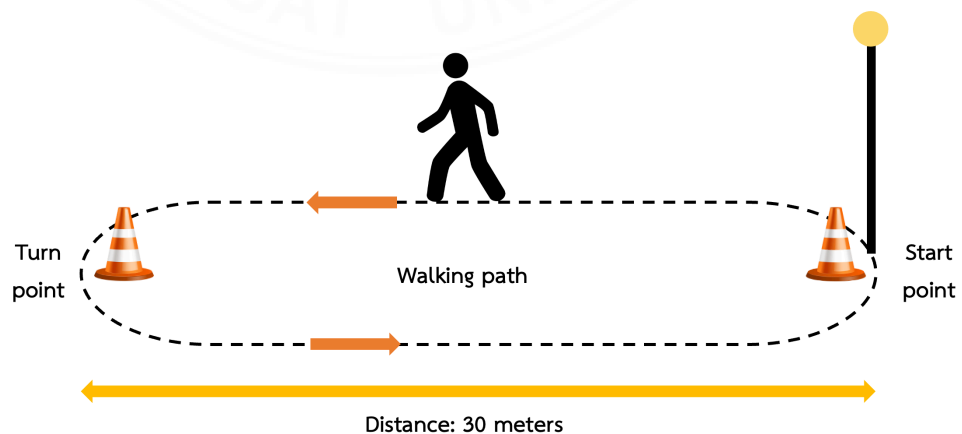 Turn
point
Walking path
Start
point
Distance: 30 meters